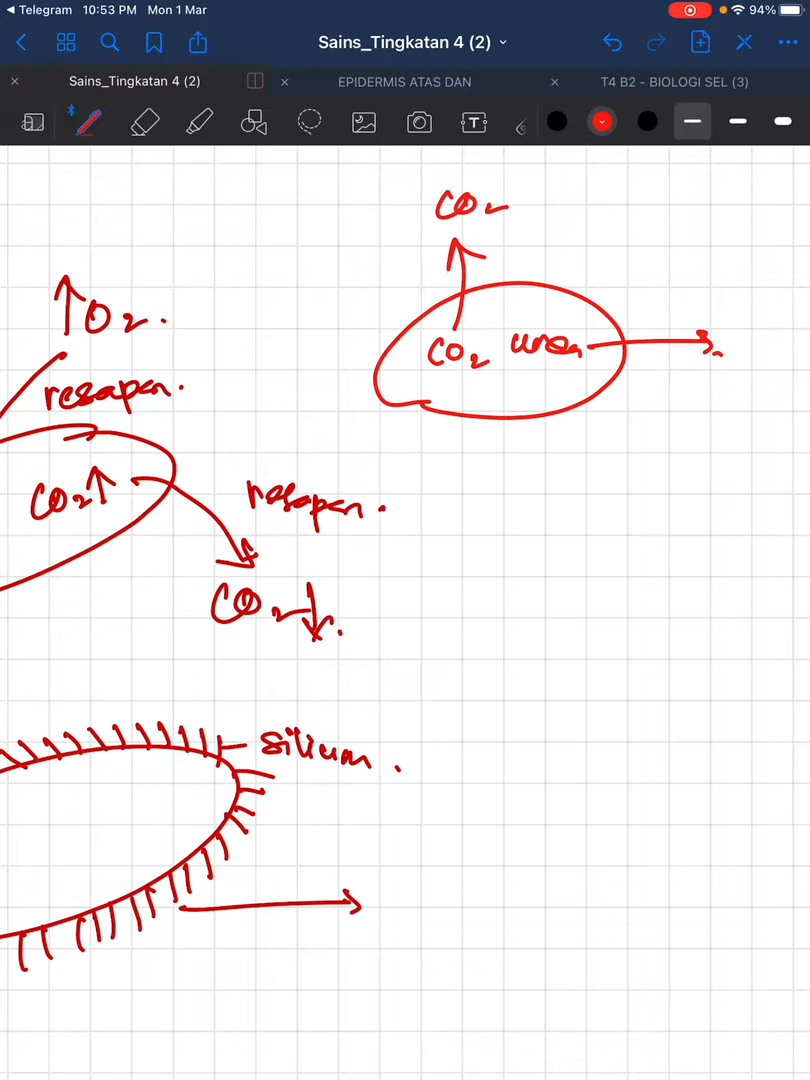 Telegram 10:53 PM Mon 1 Mar 94%
Sains_Tingkatan 4 (2)
Sains_Tingkatan 4 (2)
EPIDERMIS ATAS DAN
T4 B2 - BIOLOGI SEL (3)
T
CO2
↑O2.
CO2 urea
resapan.
CO2↑
resapan.
CO2↓.
silium.